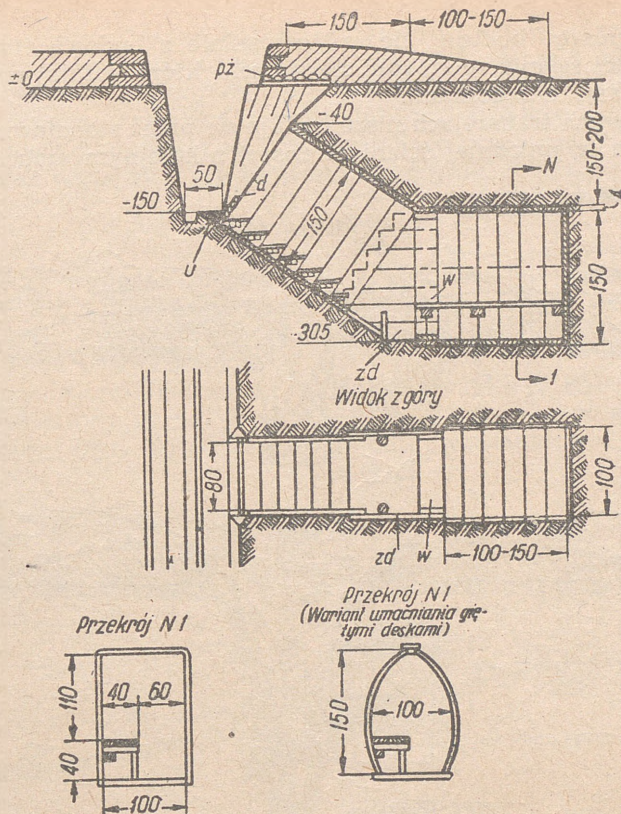 150
100-150
pż
±0
-40
150-200
50
d
N
-150
150
u
w
150
-305
zd
1
Widok z góry
80
100
zd
w
100-150
Przekrój N1
Przekrój N1
(Wariant umacniania gię-
tymi deskami)
110
40
60
40
100
150
100